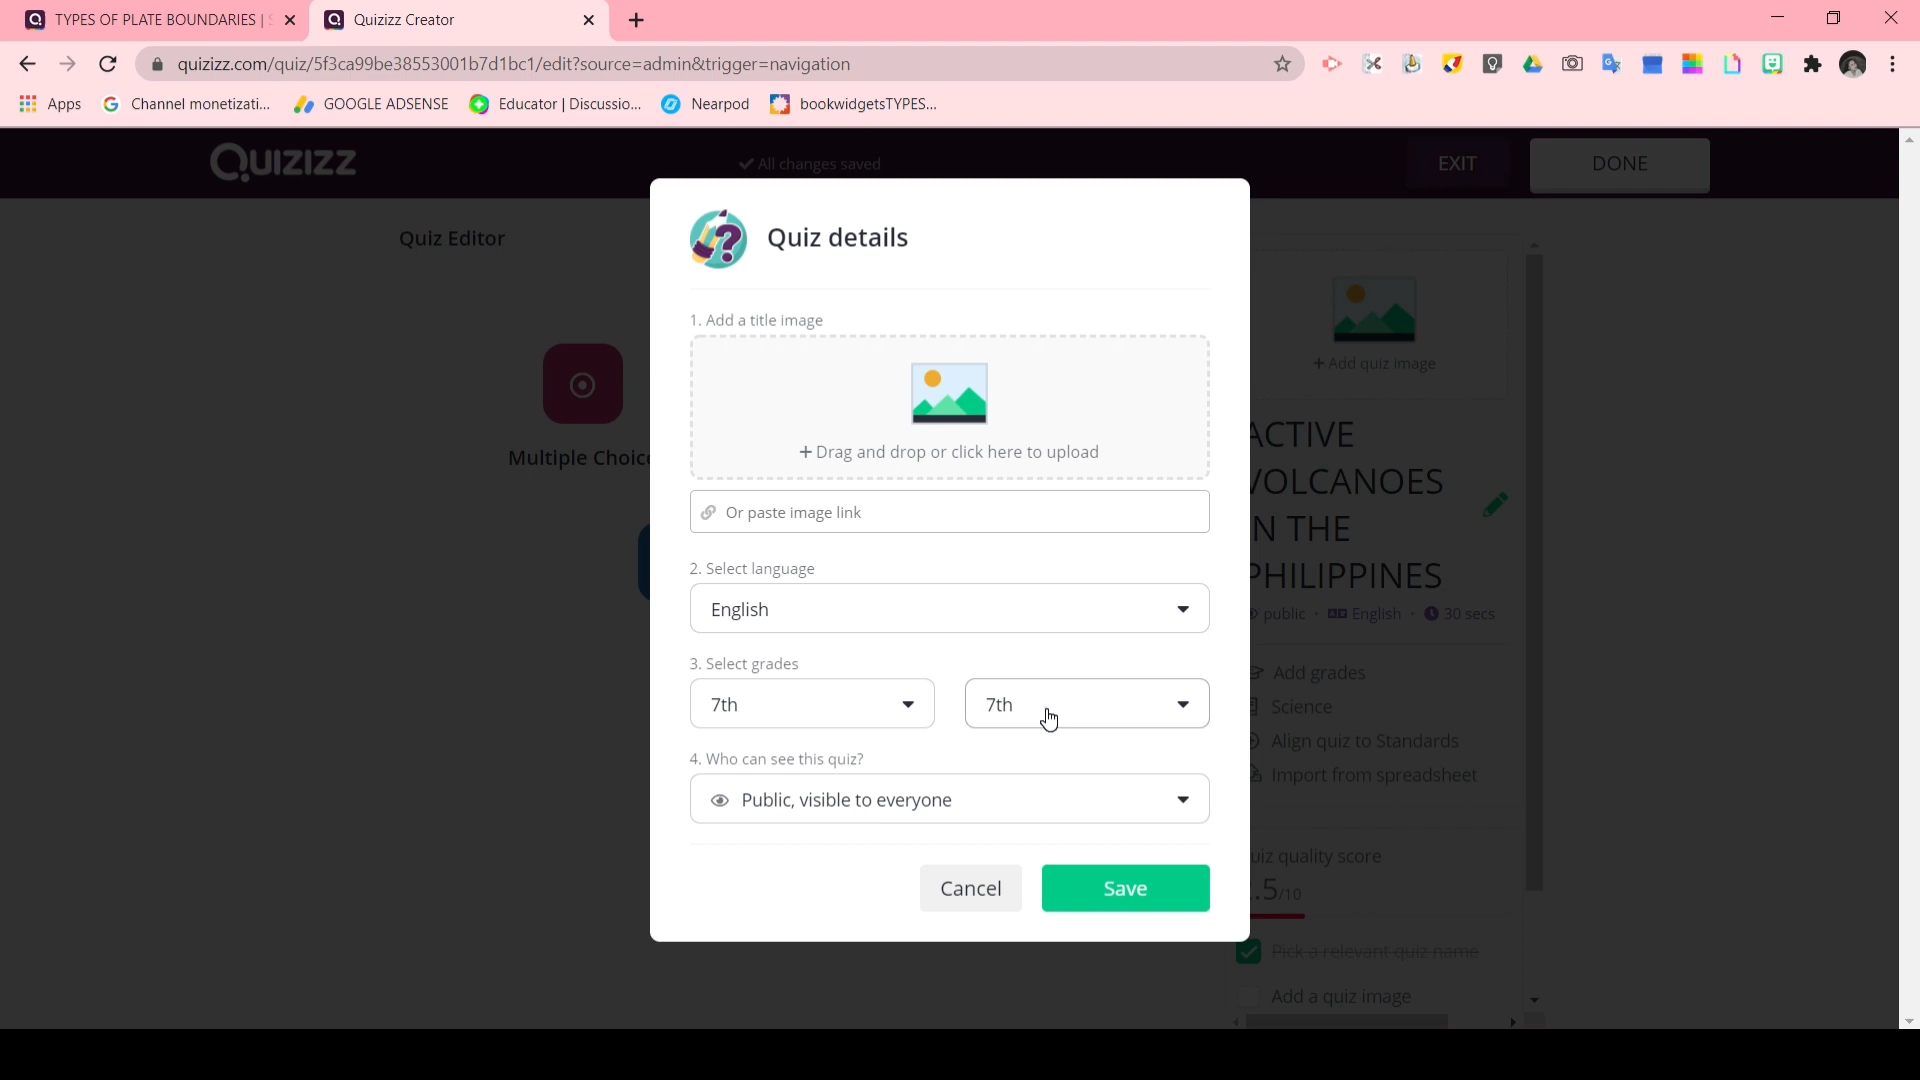 TYPES OF PLATE BOUNDARIES |
Quizizz Creator
quizizz.com/quiz/5f3ca99be38553001b7d1bc1/edit?source=admin&trigger=navigation
Apps
Channel monetizati...
GOOGLE ADSENSE
Educator | Discussio...
Nearpod
bookwidgetsTYPES...
Quizizz
All changes saved
EXIT
DONE
Quiz Editor
Multiple Choice
Quiz details
1. Add a title image
+ Drag and drop or click here to upload
Or paste image link
2. Select language
English
3. Select grades
7th
7th
4. Who can see this quiz?
Public, visible to everyone
Cancel
Save
+ Add quiz image
ACTIVE
VOLCANOES
IN THE
PHILIPPINES
public · English · 30 secs
Add grades
Science
Align quiz to Standards
Import from spreadsheet
uiz quality score
.5/10
Pick a relevant quiz name
Add a quiz image